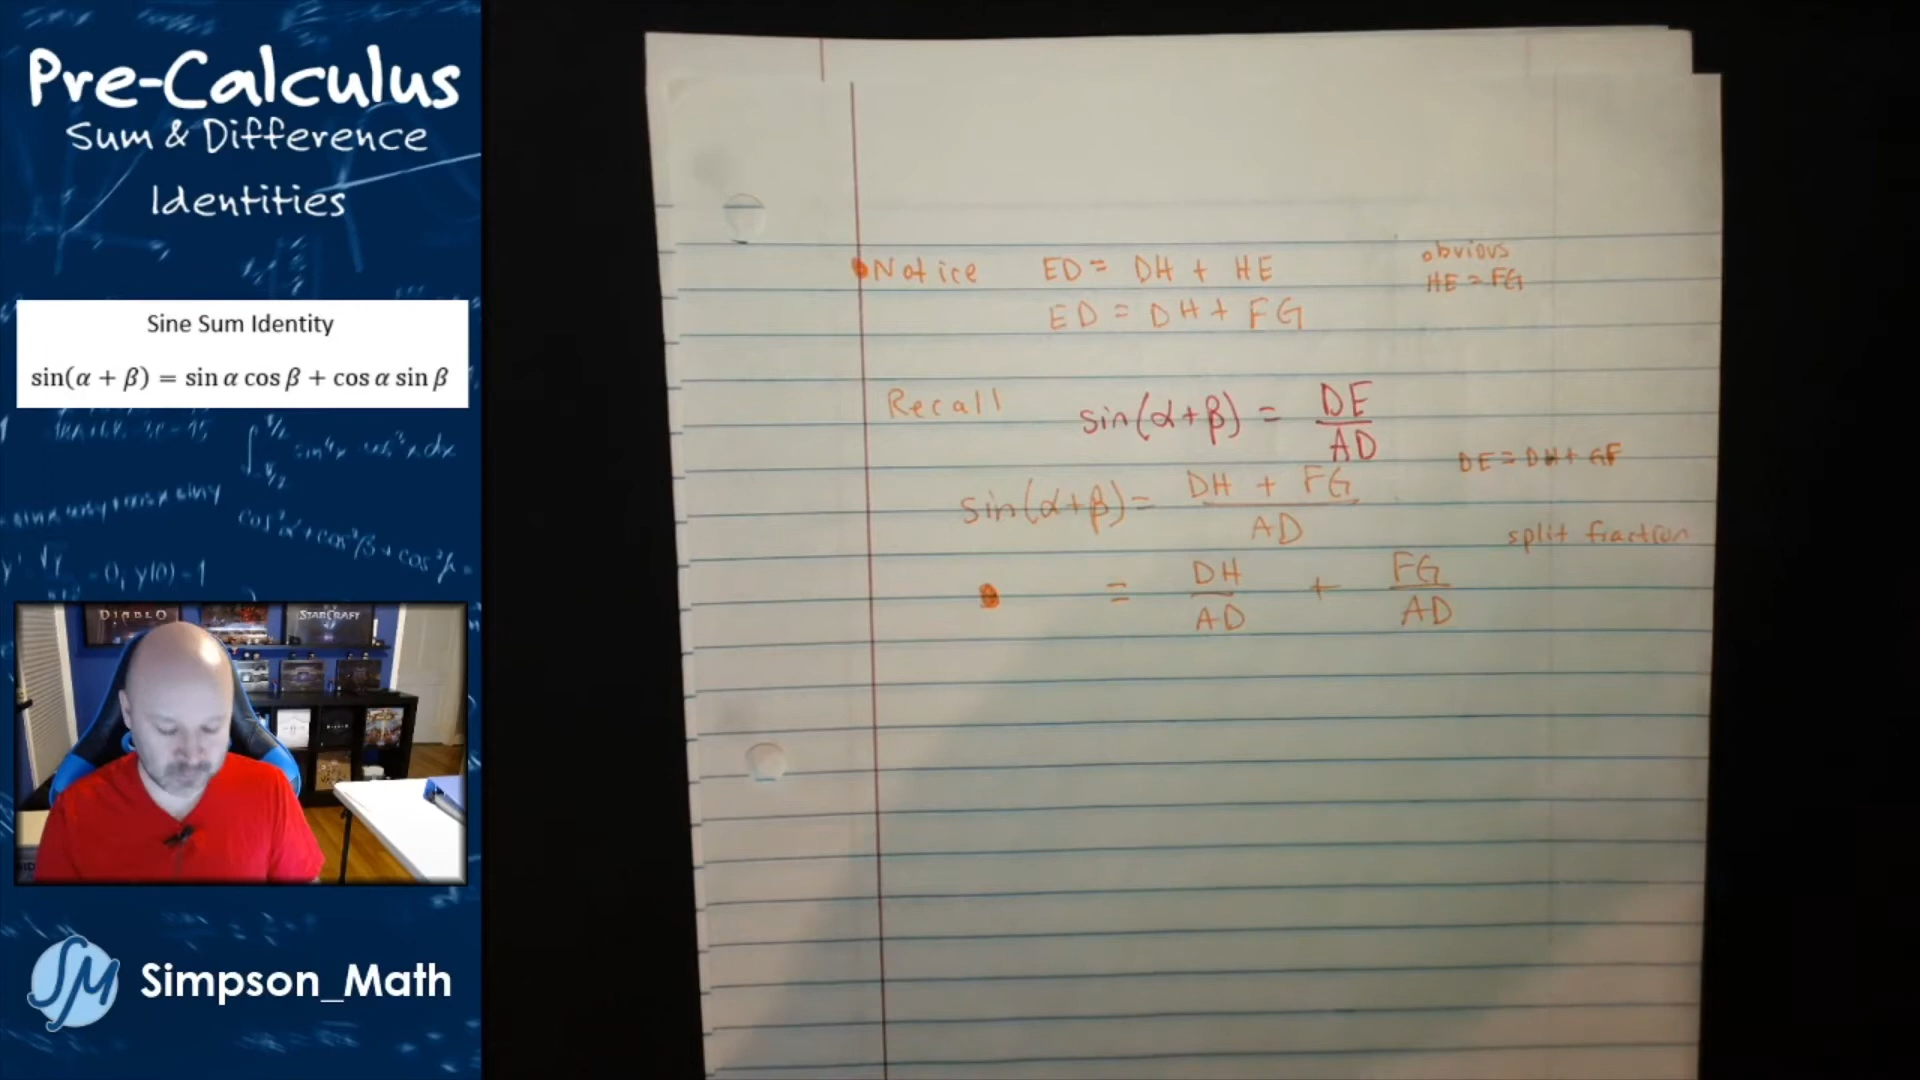 Pre-Calculus
Sum & Difference
Identities
Sine Sum Identity
sin(α + β) = sin α cos β + cos α sin β
DIABLO
STARCRAFT
Simpson_Math
Notice ED = DH + HE
obvious
HE = FG
ED = DH + FG
Recall sin(α+β) = DE/AD
DE = DH + GF
sin(α+β) = DH + FG/AD
split fraction
= DH/AD + FG/AD